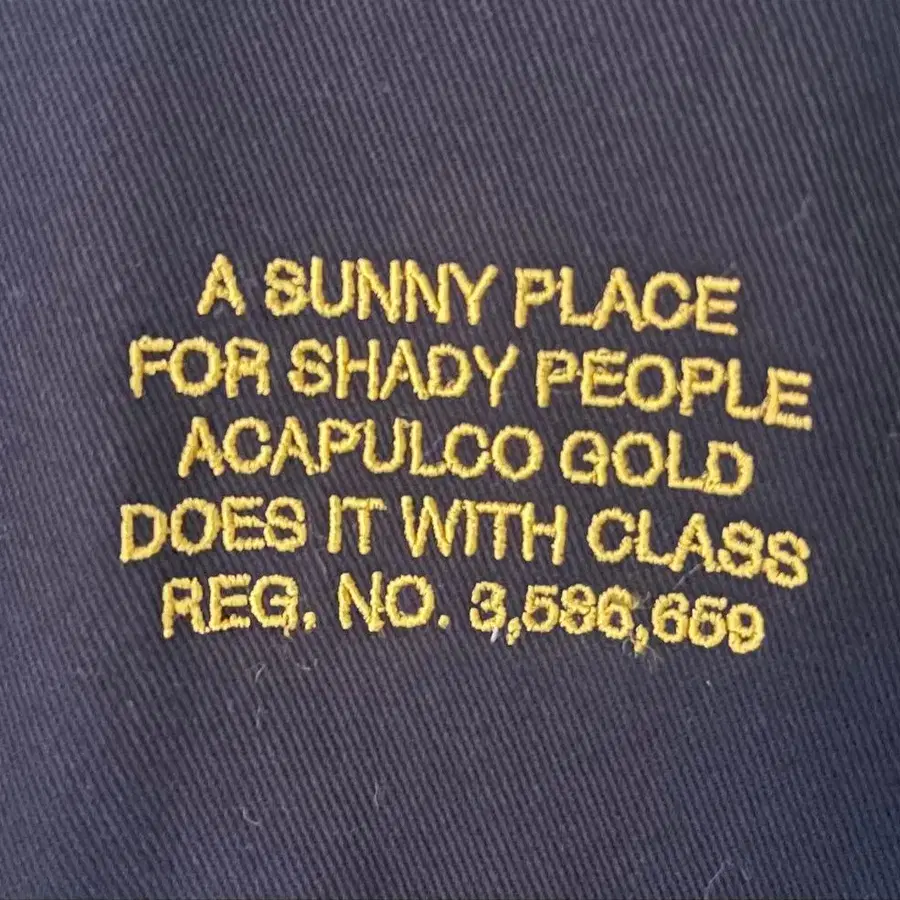 A SUNNY PLACE
FOR SHADY PEOPLE
ACAPULCO GOLD
DOES IT WITH CLASS
REG. NO. 3,586,659